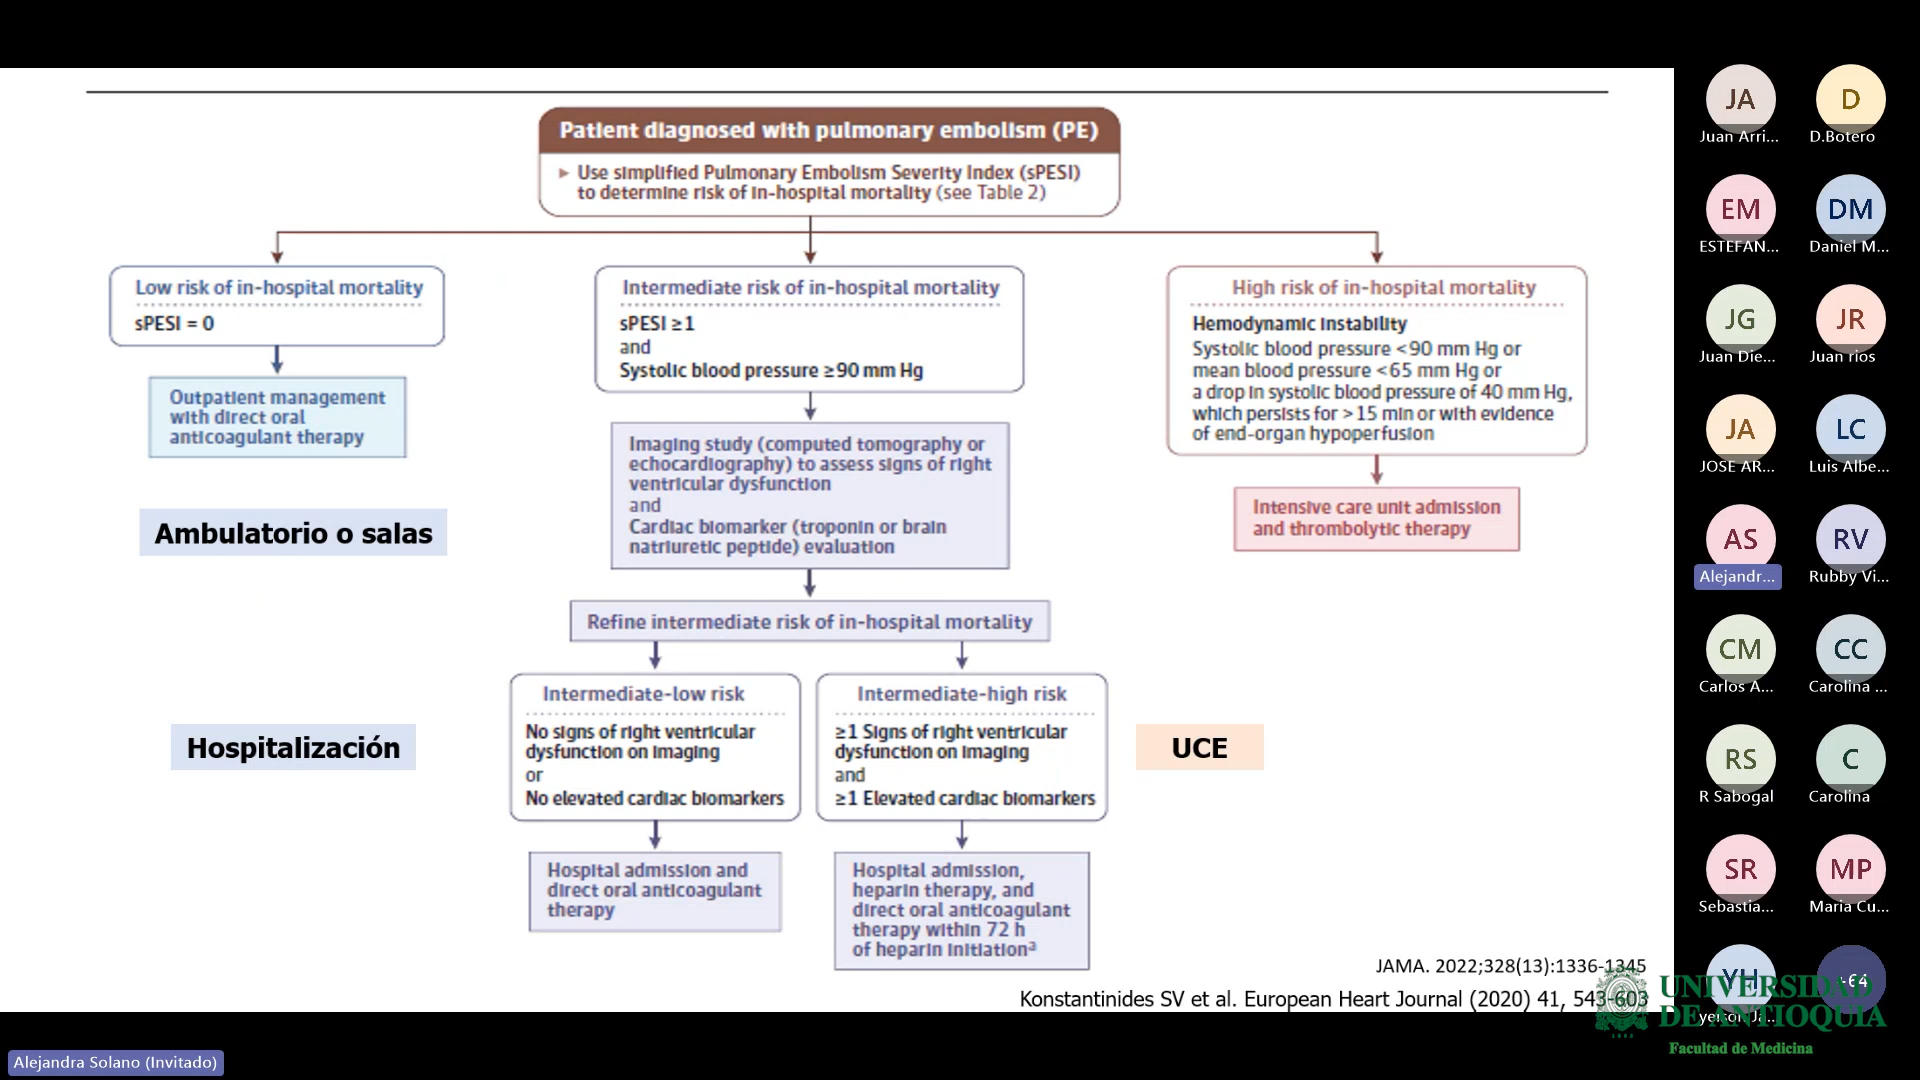 Patient diagnosed with pulmonary embolism (PE)
▸ Use simplified Pulmonary Embolism Severity Index (sPESI)
to determine risk of in-hospital mortality (see Table 2)
Low risk of in-hospital mortality
sPESI = 0
Outpatient management
with direct oral
anticoagulant therapy
Ambulatorio o salas
Intermediate risk of in-hospital mortality
sPESI ≥1
and
Systolic blood pressure ≥90 mm Hg
Imaging study (computed tomography or
echocardiography) to assess signs of right
ventricular dysfunction
and
Cardiac biomarker (troponin or brain
natriuretic peptide) evaluation
Refine intermediate risk of in-hospital mortality
High risk of in-hospital mortality
Hemodynamic instability
Systolic blood pressure <90 mm Hg or
mean blood pressure <65 mm Hg or
a drop in systolic blood pressure of 40 mm Hg,
which persists for >15 min or with evidence
of end-organ hypoperfusion
Intensive care unit admission
and thrombolytic therapy
Hospitalización
Intermediate-low risk
No signs of right ventricular
dysfunction on imaging
or
No elevated cardiac biomarkers
Hospital admission and
direct oral anticoagulant
therapy
Intermediate-high risk
≥1 Signs of right ventricular
dysfunction on imaging
and
≥1 Elevated cardiac biomarkers
Hospital admission,
heparin therapy, and
direct oral anticoagulant
therapy within 72 h
of heparin initiationª
UCE
JAMA. 2022;328(13):1336-1345
Konstantinides SV et al. European Heart Journal (2020) 41, 543-603
JA
Juan Arri...
D
D.Botero
EM
ESTEFAN...
DM
Daniel M...
JG
Juan Die...
JR
Juan rios
JA
JOSE AR...
LC
Luis Albe...
AS
Alejandr...
RV
Rubby Vi...
CM
Carlos A...
CC
Carolina ...
RS
R Sabogal
C
Carolina
SR
Sebastia...
MP
Maria Cu...
YH
+64
UNIVERSIDAD
DE ANTIOQUIA
Facultad de Medicina
Alejandra Solano (Invitado)